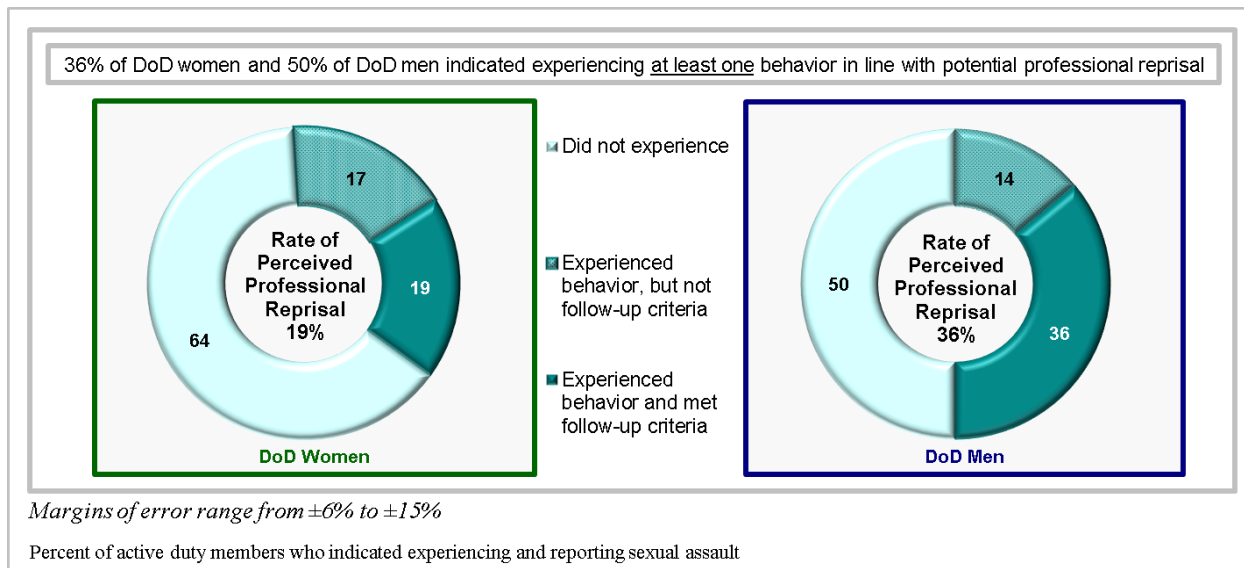 36% of DoD women and 50% of DoD men indicated experiencing at least one behavior in line with potential professional reprisal
17
19
64
Rate of
Perceived
Professional
Reprisal
19%
DoD Women
Did not experience
Experienced
behavior, but not
follow-up criteria
Experienced
behavior and met
follow-up criteria
14
36
50
Rate of
Perceived
Professional
Reprisal
36%
DoD Men
Margins of error range from ±6% to ±15%
Percent of active duty members who indicated experiencing and reporting sexual assault